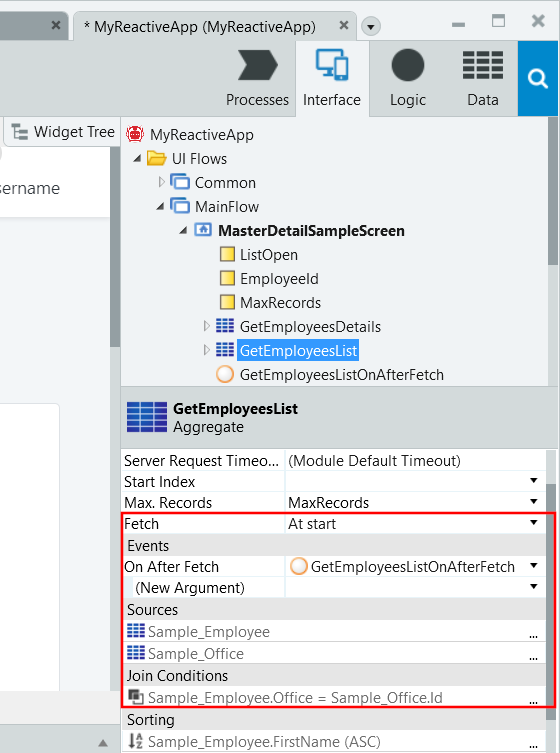 * MyReactiveApp (MyReactiveApp)
Processes
Interface
Logic
Data
Widget Tree
sername
MyReactiveApp
UI Flows
Common
MainFlow
MasterDetailSampleScreen
ListOpen
EmployeeId
MaxRecords
GetEmployeesDetails
GetEmployeesList
GetEmployeesListOnAfterFetch
GetEmployeesList
Aggregate
Server Request Timeo... (Module Default Timeout)
Start Index
Max. Records MaxRecords
Fetch At start
Events
On After Fetch GetEmployeesListOnAfterFetch
(New Argument)
Sources
Sample_Employee ...
Sample_Office ...
Join Conditions
Sample_Employee.Office = Sample_Office.Id ...
Sorting
Sample_Employee.FirstName (ASC) ...